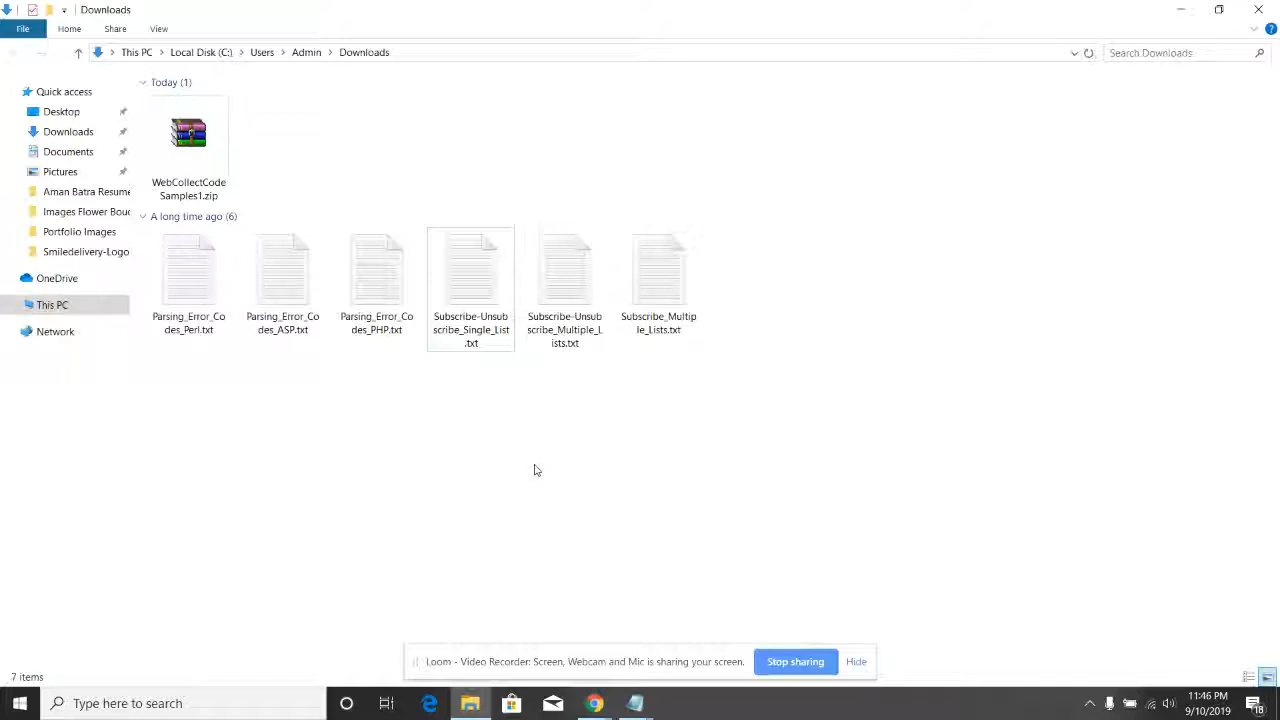 Downloads
File
Home
Share
View
This PC
Local Disk (C:)
Users
Admin
Downloads
Search Downloads
Quick access
Desktop
Downloads
Documents
Pictures
Aman Batra Resume
Images Flower Bouc
Portfolio Images
Smiledelivery-Logo
OneDrive
This PC
Network
Today (1)
WebCollectCode
Samples1.zip
A long time ago (6)
Parsing_Error_Co
des_Perl.txt
Parsing_Error_Co
des_ASP.txt
Parsing_Error_Co
des_PHP.txt
Subscribe-Unsub
scribe_Single_List
.txt
Subscribe-Unsub
scribe_Multiple_L
ists.txt
Subscribe_Multip
le_Lists.txt
Loom - Video Recorder: Screen, Webcam and Mic is sharing your screen.
Stop sharing
Hide
7 items
Type here to search
11:46 PM
9/10/2019
18